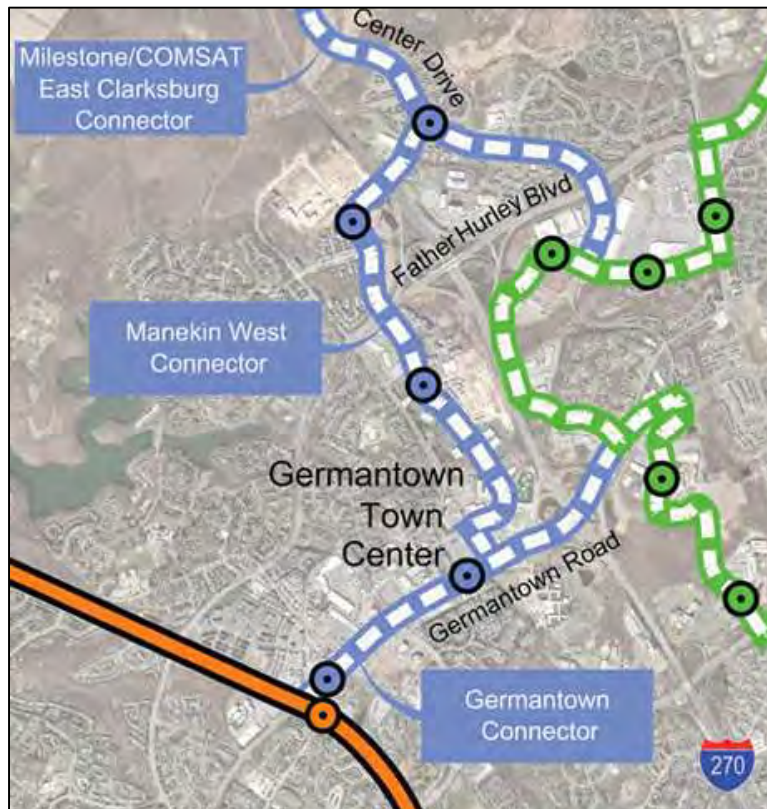 Milestone/COMSAT
East Clarksburg
Connector
Center Drive
Father Hurley Blvd
Manekin West
Connector
Germantown
Town
Center
Germantown Road
Germantown
Connector
270